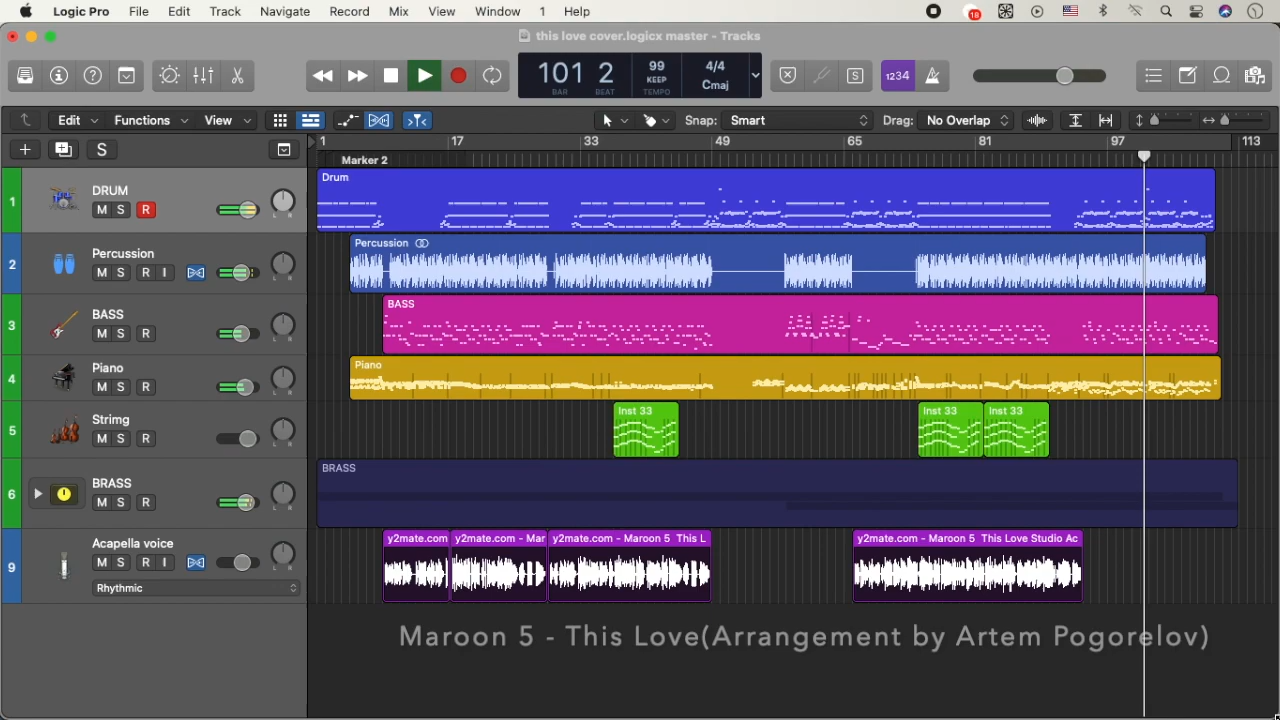 Logic Pro File Edit Track Navigate Record Mix View Window 1 Help
18
this love cover.logicx master - Tracks
101 2 99 4/4
KEEP Cmaj
BAR BEAT TEMPO
S 1234
Edit Functions View Snap: Smart Drag: No Overlap
S 1 17 33 49 65 81 97 113
Marker 2
1 DRUM M S R L R Drum
2 Percussion M S R I L R Percussion
3 BASS M S R L R BASS
4 Piano M S R L R Piano
5 Strimg M S R L R Inst 33 Inst 33 Inst 33
6 BRASS M S R L R BRASS
9 Acapella voice M S R I L R y2mate.com y2mate.com - Mar y2mate.com - Maroon 5 This L y2mate.com - Maroon 5 This Love Studio Ac
Rhythmic
Maroon 5 - This Love(Arrangement by Artem Pogorelov)